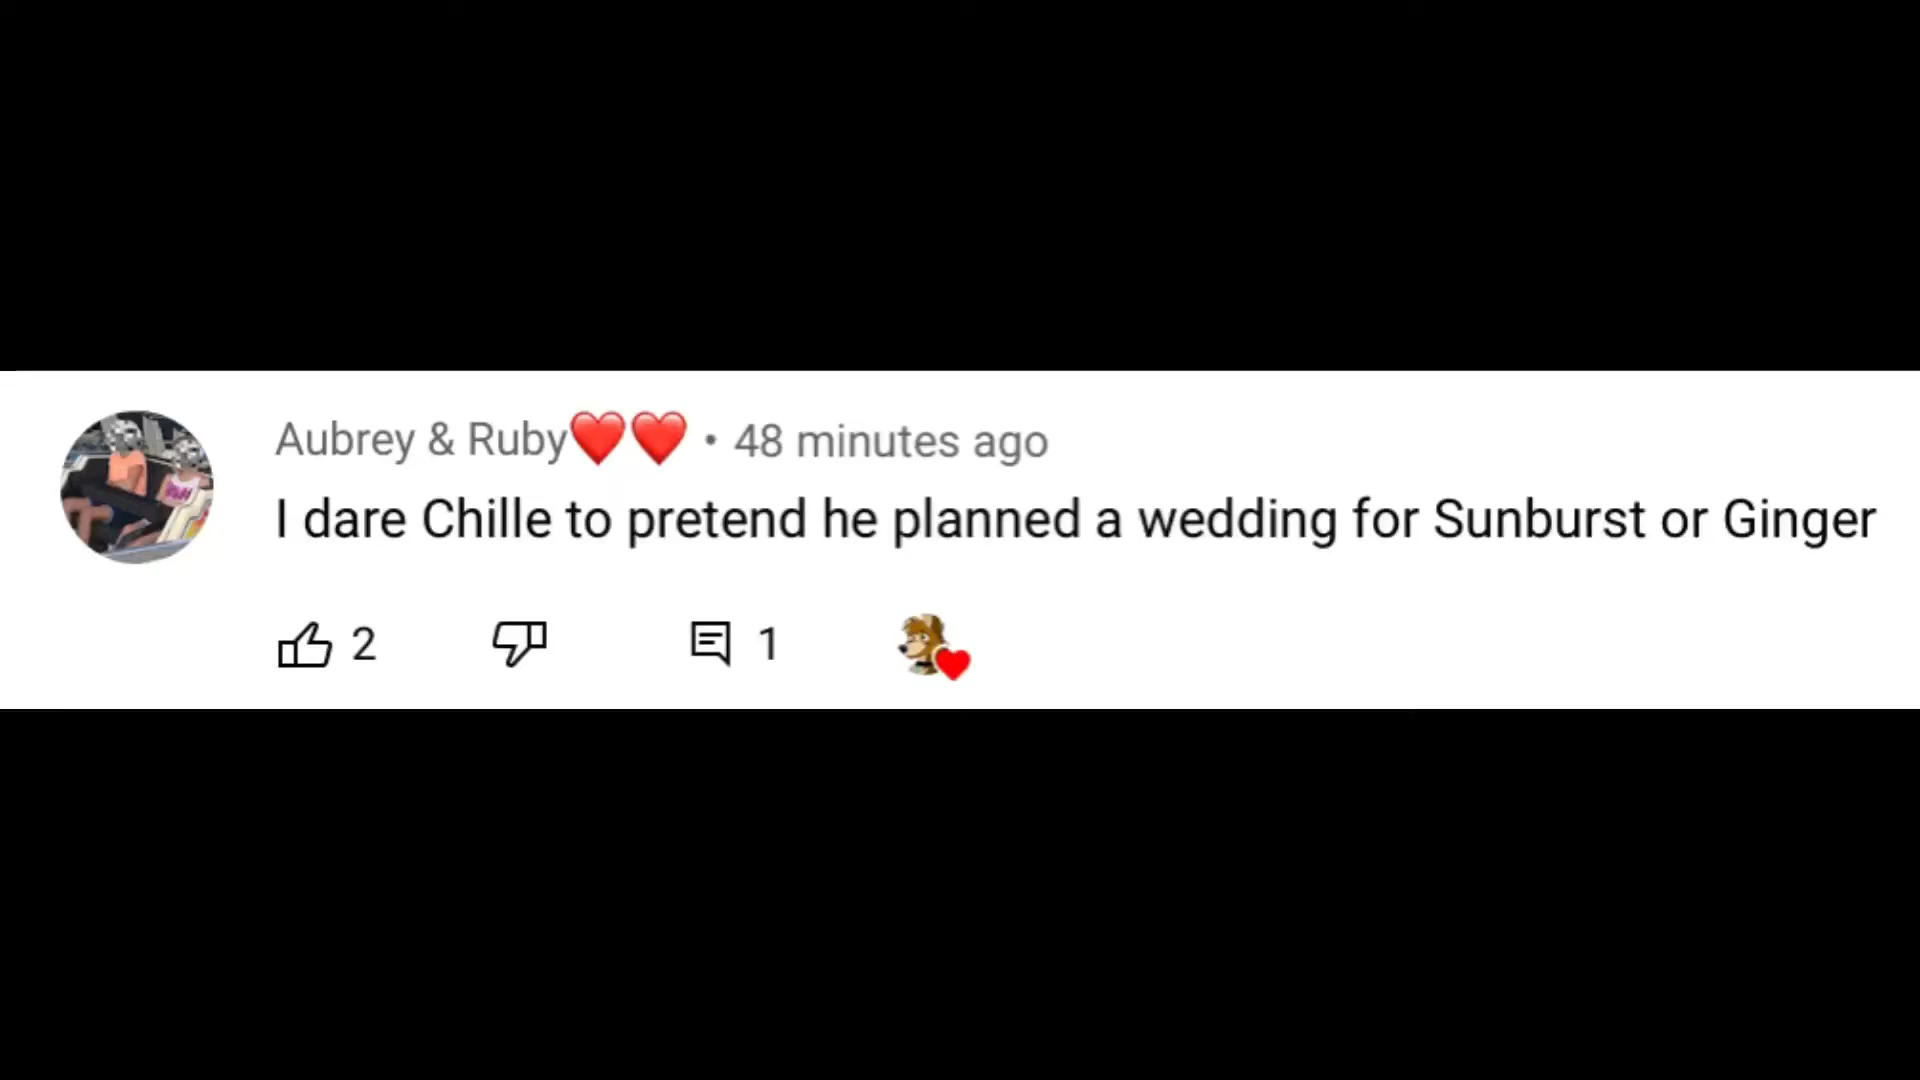 Aubrey & Ruby❤️❤️ • 48 minutes ago
I dare Chille to pretend he planned a wedding for Sunburst or Ginger
2 1